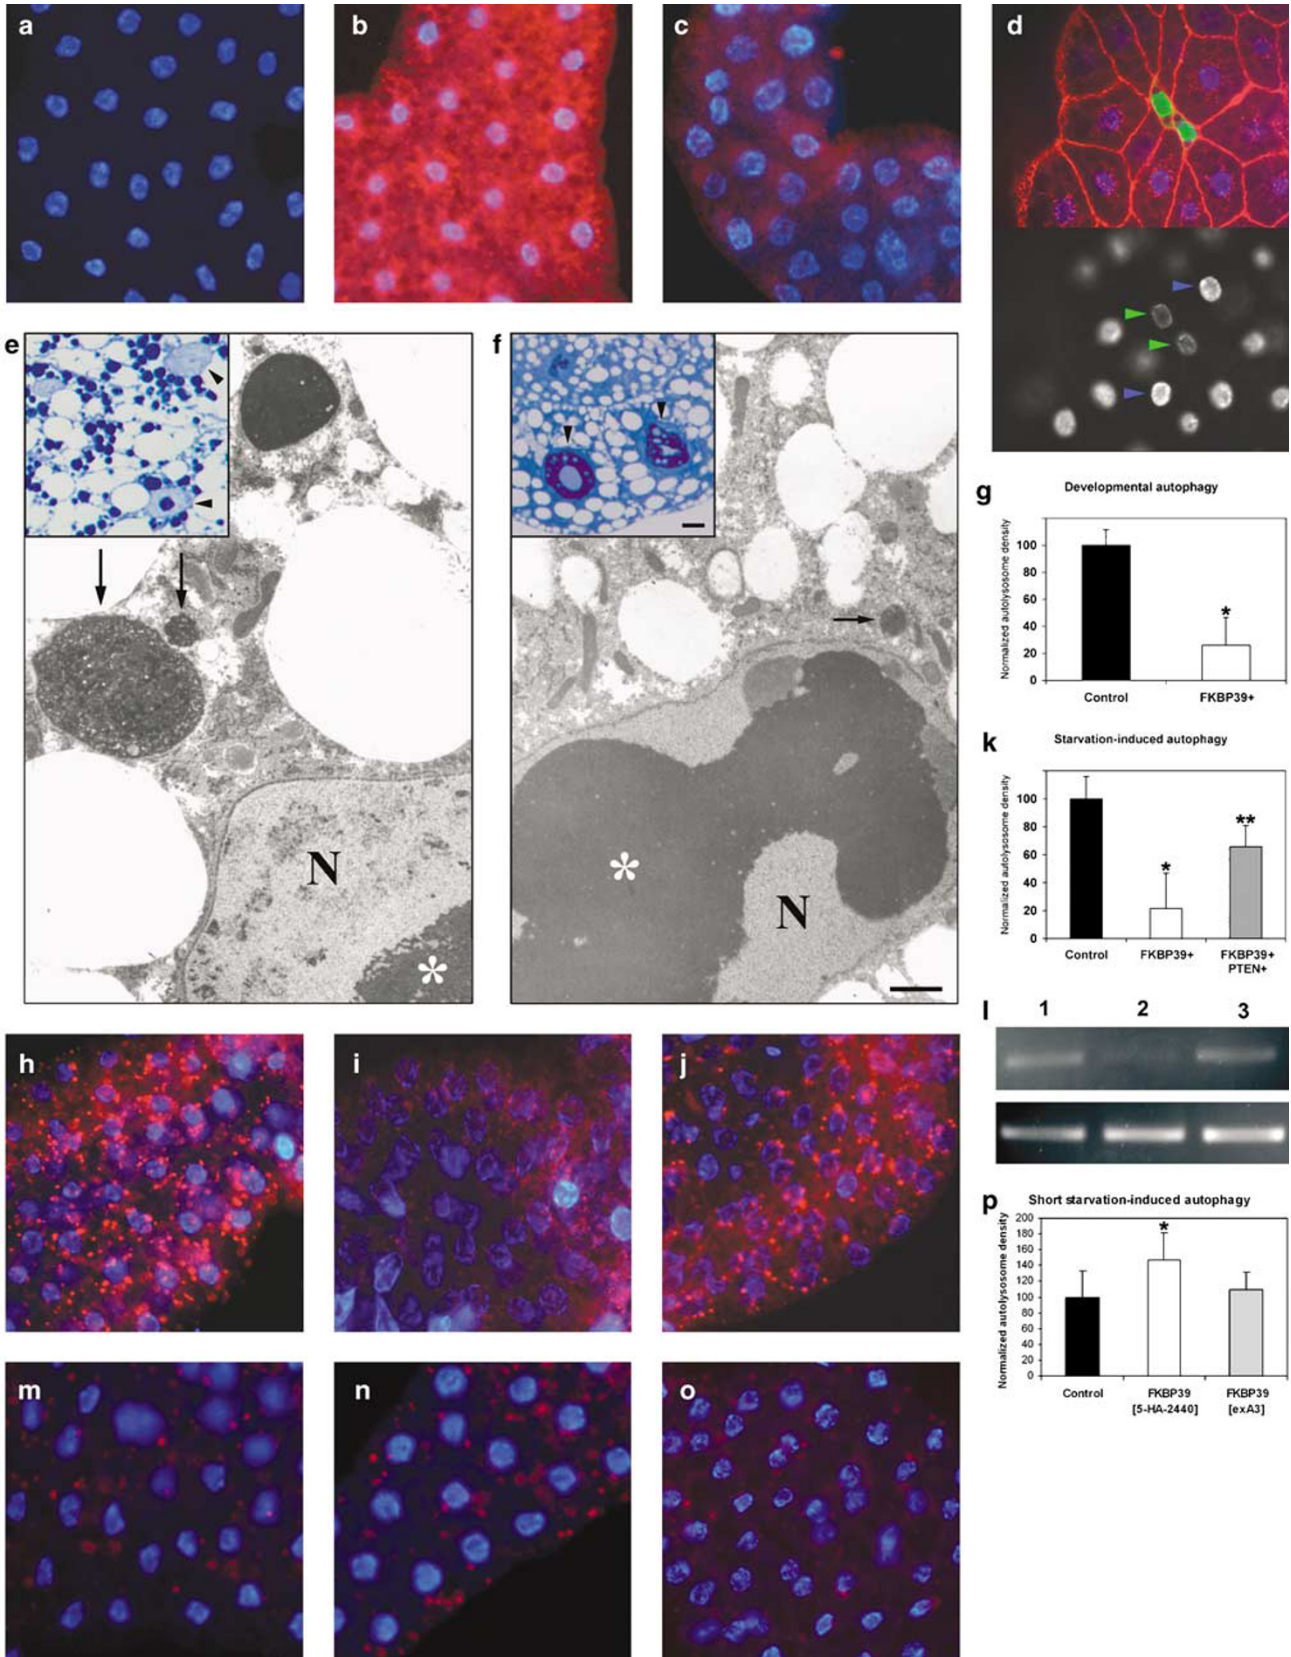 a
b
c
d
e
N
*
f
N
*
g
Developmental autophagy
Normalized autolysosome density
100
80
60
40
20
0
*
Control
FKBP39+
k
Starvation-induced autophagy
Normalized autolysosome density
100
80
60
40
20
0
*
**
Control
FKBP39+
FKBP39+
PTEN+
l
1 2 3
h
i
j
p
Short starvation-induced autophagy
Normalized autolysosome density
200
180
160
140
120
100
80
60
40
20
0
*
Control
FKBP39
[5-HA-2440]
FKBP39
[exA3]
m
n
o